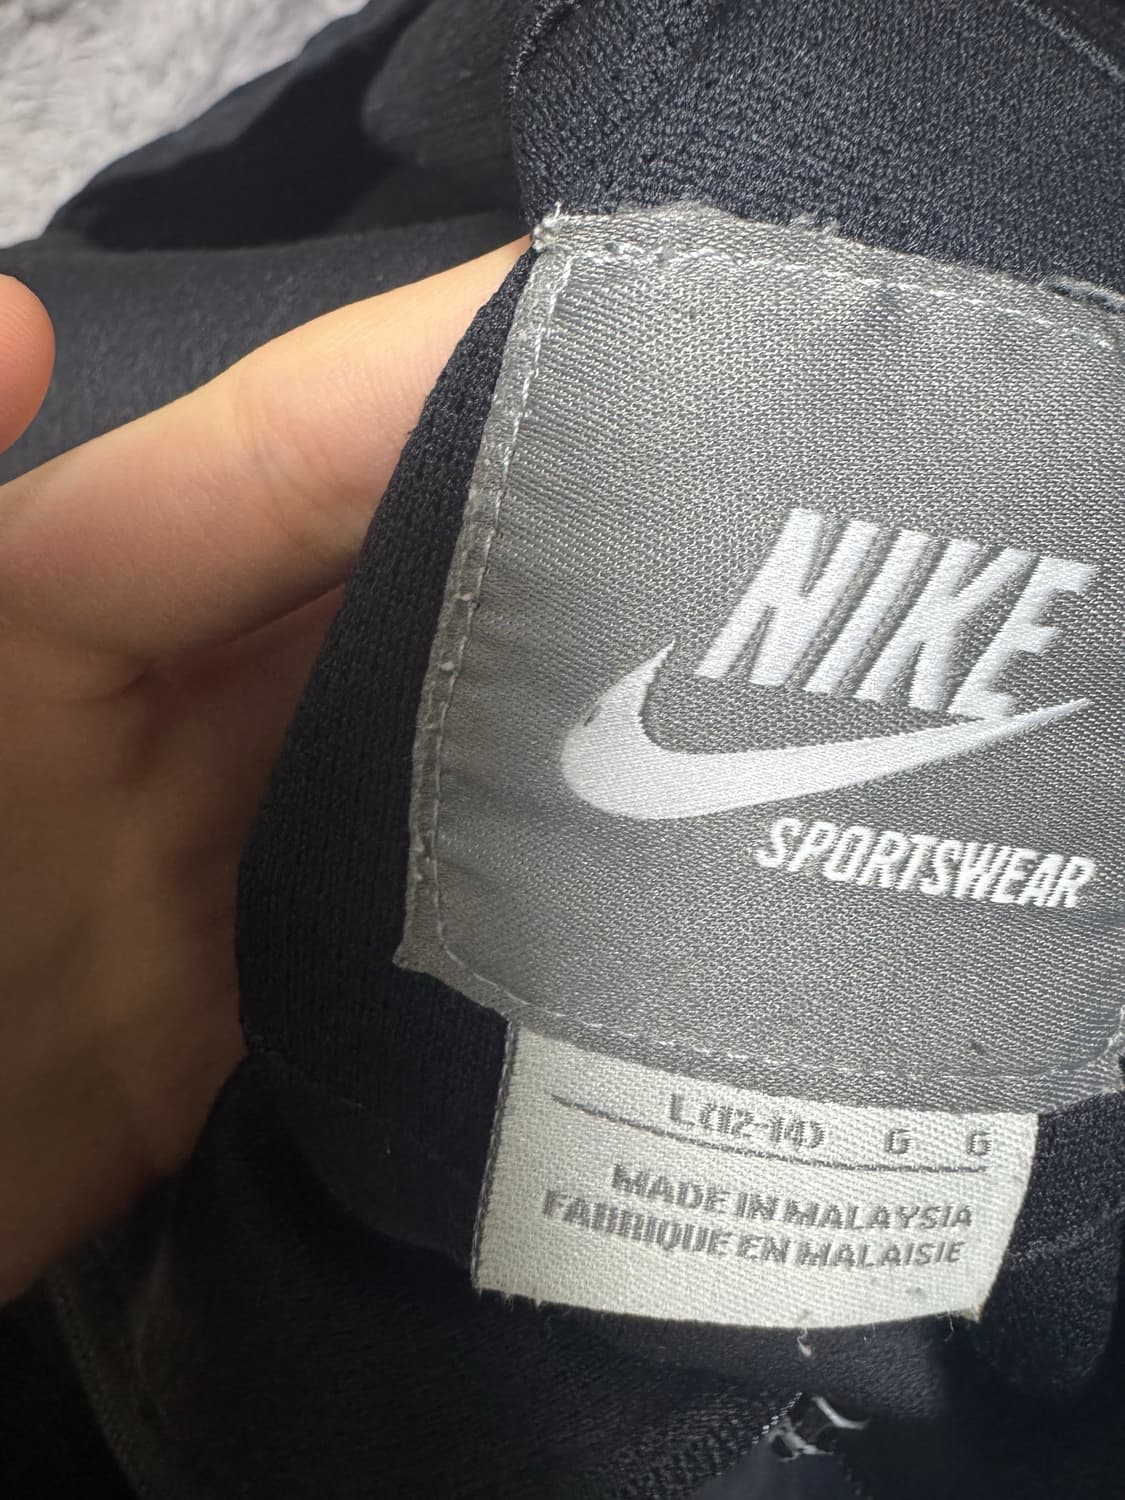 NIKE
SPORTSWEAR
L (12-14) G G
MADE IN MALAYSIA
FABRIQUE EN MALAISIE